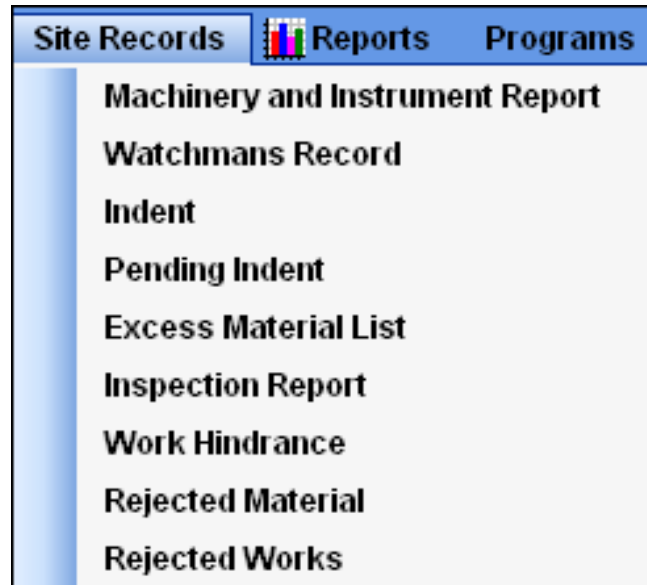 Site Records Reports Programs
Machinery and Instrument Report
Watchmans Record
Indent
Pending Indent
Excess Material List
Inspection Report
Work Hindrance
Rejected Material
Rejected Works